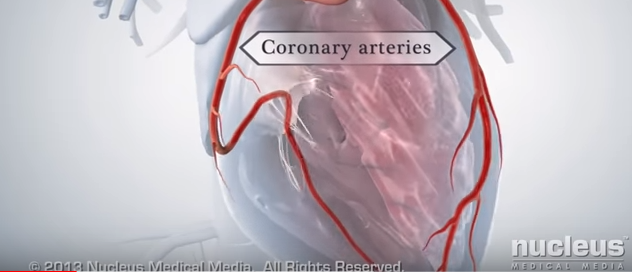 Coronary arteries
nucleus
MEDICAL MEDIA
© 2013 Nucleus Medical Media. All Rights Reserved.